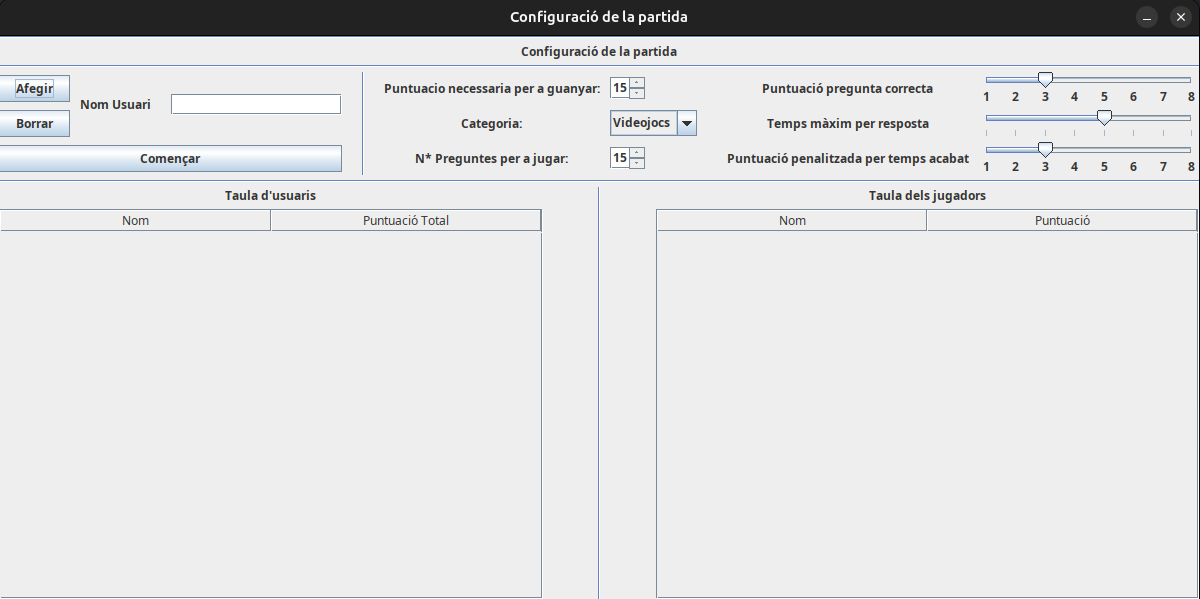 Configuració de la partida
Configuració de la partida
Afegir
Borrar
Nom Usuari
Començar
Puntuacio necessaria per a guanyar: 15
Categoria: Videojocs
N* Preguntes per a jugar: 15
Puntuació pregunta correcta
1 2 3 4 5 6 7 8
Temps màxim per resposta
Puntuació penalitzada per temps acabat
1 2 3 4 5 6 7 8
Taula d'usuaris
Nom Puntuació Total
Taula dels jugadors
Nom Puntuació